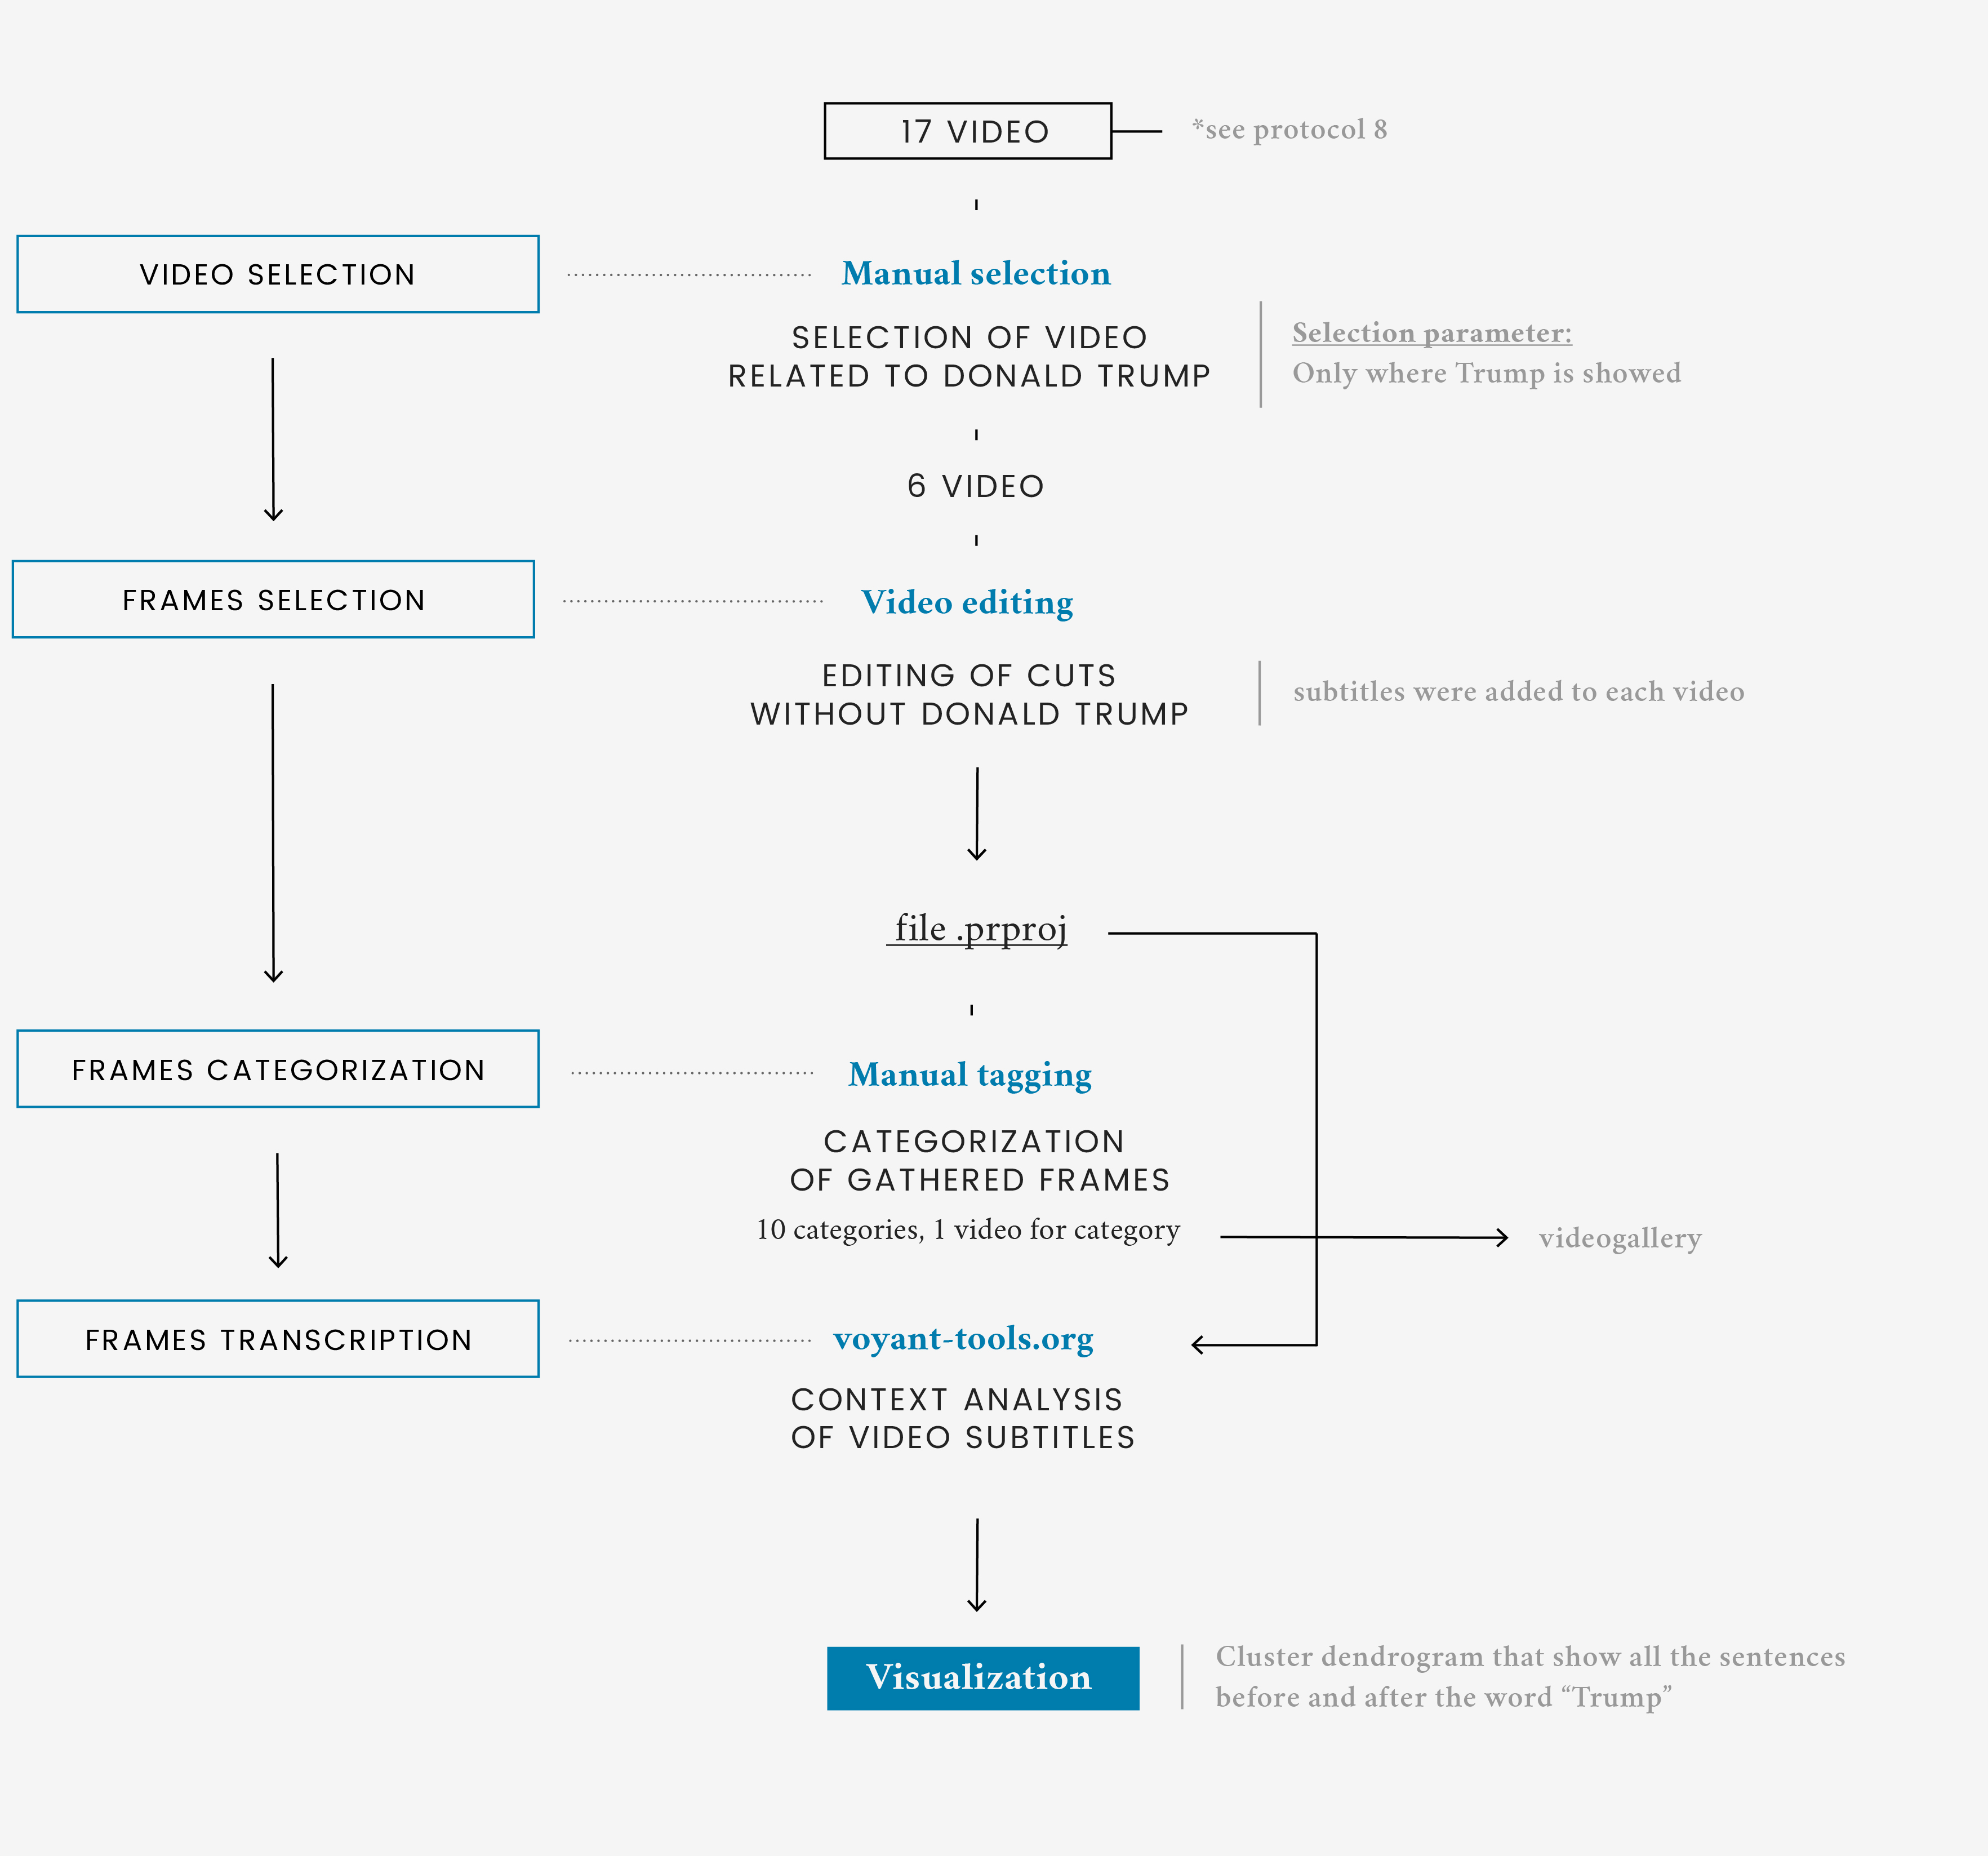 17 VIDEO
*see protocol 8
VIDEO SELECTION
Manual selection
SELECTION OF VIDEO
RELATED TO DONALD TRUMP
Selection parameter:
Only where Trump is showed
6 VIDEO
FRAMES SELECTION
Video editing
EDITING OF CUTS
WITHOUT DONALD TRUMP
subtitles were added to each video
file .prproj
FRAMES CATEGORIZATION
Manual tagging
CATEGORIZATION
OF GATHERED FRAMES
10 categories, 1 video for category
videogallery
FRAMES TRANSCRIPTION
voyant-tools.org
CONTEXT ANALYSIS
OF VIDEO SUBTITLES
Visualization
Cluster dendrogram that show all the sentences
before and after the word “Trump”